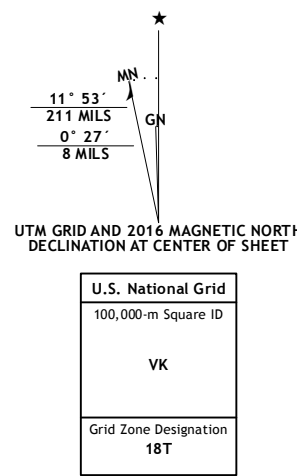 ★
MN
GN
11° 53´
211 MILS
0° 27´
8 MILS
UTM GRID AND 2016 MAGNETIC NORTH
DECLINATION AT CENTER OF SHEET
U.S. National Grid
100,000-m Square ID
VK
Grid Zone Designation
18T